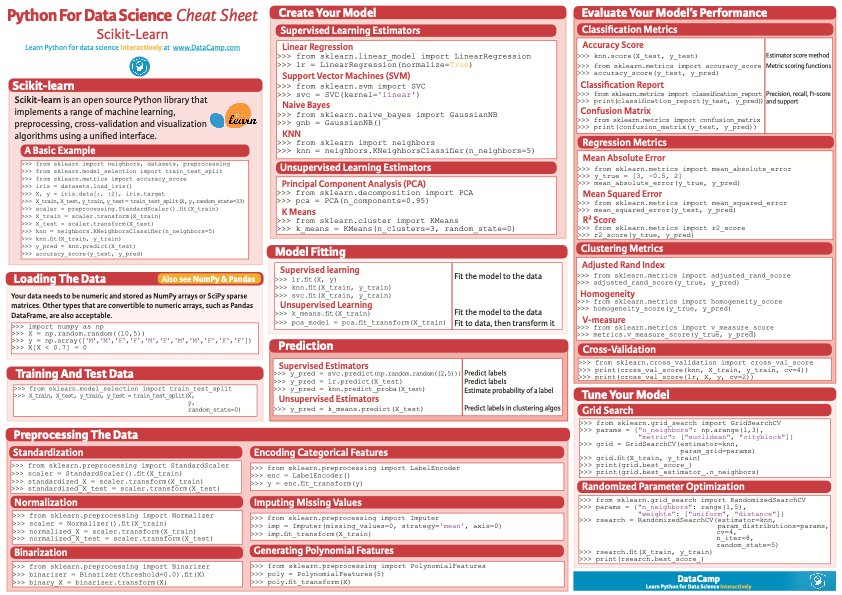 Python For Data Science Cheat Sheet
Scikit-Learn
Learn Python for data science Interactively at www.DataCamp.com
Scikit-learn
Scikit-learn is an open source Python library that
implements a range of machine learning,
preprocessing, cross-validation and visualization
algorithms using a unified interface.
learn
A Basic Example
>>> from sklearn import neighbors, datasets, preprocessing
>>> from sklearn.model_selection import train_test_split
>>> from sklearn.metrics import accuracy_score
>>> iris = datasets.load_iris()
>>> X, y = iris.data[:, :2], iris.target
>>> X_train, X_test, y_train, y_test= train_test_split(X, y, random_state=33)
>>> scaler = preprocessing.StandardScaler().fit(X_train)
>>> X_train = scaler.transform(X_train)
>>> X_test = scaler.transform(X_test)
>>> knn = neighbors.KNeighborsClassifier(n_neighbors=5)
>>> knn.fit(X_train, y_train)
>>> y_pred = knn.predict(X_test)
>>> accuracy_score(y_test, y_pred)
Loading The Data
Also see NumPy & Pandas
Your data needs to be numeric and stored as NumPy arrays or SciPy sparse
matrices. Other types that are convertible to numeric arrays, such as Pandas
DataFrame, are also acceptable.
>>> import numpy as np
>>> X = np.random.random((10,5))
>>> y = np.array(['M','M','F','F','M','F','M','M','F','F','F'])
>>> X[X < 0.7] = 0
Training And Test Data
>>> from sklearn.model_selection import train_test_split
>>> X_train, X_test, y_train, y_test = train_test_split(X,
y,
random_state=0)
Preprocessing The Data
Standardization
>>> from sklearn.preprocessing import StandardScaler
>>> scaler = StandardScaler().fit(X_train)
>>> standardized_X = scaler.transform(X_train)
>>> standardized_X_test = scaler.transform(X_test)
Normalization
>>> from sklearn.preprocessing import Normalizer
>>> scaler = Normalizer().fit(X_train)
>>> normalized_X = scaler.transform(X_train)
>>> normalized_X_test = scaler.transform(X_test)
Binarization
>>> from sklearn.preprocessing import Binarizer
>>> binarizer = Binarizer(threshold=0.0).fit(X)
>>> binary_X = binarizer.transform(X)
Encoding Categorical Features
>>> from sklearn.preprocessing import LabelEncoder
>>> enc = LabelEncoder()
>>> y = enc.fit_transform(y)
Imputing Missing Values
>>> from sklearn.preprocessing import Imputer
>>> imp = Imputer(missing_values=0, strategy='mean', axis=0)
>>> imp.fit_transform(X_train)
Generating Polynomial Features
>>> from sklearn.preprocessing import PolynomialFeatures
>>> poly = PolynomialFeatures(5)
>>> poly.fit_transform(X)
Create Your Model
Supervised Learning Estimators
Linear Regression
>>> from sklearn.linear_model import LinearRegression
>>> lr = LinearRegression(normalize=True)
Support Vector Machines (SVM)
>>> from sklearn.svm import SVC
>>> svc = SVC(kernel='linear')
Naive Bayes
>>> from sklearn.naive_bayes import GaussianNB
>>> gnb = GaussianNB()
KNN
>>> from sklearn import neighbors
>>> knn = neighbors.KNeighborsClassifier(n_neighbors=5)
Unsupervised Learning Estimators
Principal Component Analysis (PCA)
>>> from sklearn.decomposition import PCA
>>> pca = PCA(n_components=0.95)
K Means
>>> from sklearn.cluster import KMeans
>>> k_means = KMeans(n_clusters=3, random_state=0)
Model Fitting
Supervised learning
>>> lr.fit(X, y)
>>> knn.fit(X_train, y_train)
>>> svc.fit(X_train, y_train)
Fit the model to the data
Unsupervised Learning
>>> k_means.fit(X_train)
Fit the model to the data
>>> pca_model = pca.fit_transform(X_train)
Fit to data, then transform it
Prediction
Supervised Estimators
>>> y_pred = svc.predict(np.random.random((2,5)))
Predict labels
>>> y_pred = lr.predict(X_test)
Predict labels
>>> y_pred = knn.predict_proba(X_test)
Estimate probability of a label
Unsupervised Estimators
>>> y_pred = k_means.predict(X_test)
Predict labels in clustering algos
Evaluate Your Model's Performance
Classification Metrics
Accuracy Score
>>> knn.score(X_test, y_test)
Estimator score method
>>> from sklearn.metrics import accuracy_score
Metric scoring functions
>>> accuracy_score(y_test, y_pred)
Classification Report
>>> from sklearn.metrics import classification_report
Precision, recall, f1-score
>>> print(classification_report(y_test, y_pred))
and support
Confusion Matrix
>>> from sklearn.metrics import confusion_matrix
>>> print(confusion_matrix(y_test, y_pred))
Regression Metrics
Mean Absolute Error
>>> from sklearn.metrics import mean_absolute_error
>>> y_true = [3, -0.5, 2]
>>> mean_absolute_error(y_true, y_pred)
Mean Squared Error
>>> from sklearn.metrics import mean_squared_error
>>> mean_squared_error(y_test, y_pred)
R² Score
>>> from sklearn.metrics import r2_score
>>> r2_score(y_true, y_pred)
Clustering Metrics
Adjusted Rand Index
>>> from sklearn.metrics import adjusted_rand_score
>>> adjusted_rand_score(y_true, y_pred)
Homogeneity
>>> from sklearn.metrics import homogeneity_score
>>> homogeneity_score(y_true, y_pred)
V-measure
>>> from sklearn.metrics import v_measure_score
>>> metrics.v_measure_score(y_true, y_pred)
Cross-Validation
>>> from sklearn.cross_validation import cross_val_score
>>> print(cross_val_score(knn, X_train, y_train, cv=4))
>>> print(cross_val_score(lr, X, y, cv=2))
Tune Your Model
Grid Search
>>> from sklearn.grid_search import GridSearchCV
>>> params = {"n_neighbors": np.arange(1,3),
"metric": ["euclidean", "cityblock"]}
>>> grid = GridSearchCV(estimator=knn,
param_grid=params)
>>> grid.fit(X_train, y_train)
>>> print(grid.best_score_)
>>> print(grid.best_estimator_.n_neighbors)
Randomized Parameter Optimization
>>> from sklearn.grid_search import RandomizedSearchCV
>>> params = {"n_neighbors": range(1,5),
"weights": ["uniform", "distance"]}
>>> rsearch = RandomizedSearchCV(estimator=knn,
param_distributions=params,
cv=4,
n_iter=8,
random_state=5)
>>> rsearch.fit(X_train, y_train)
>>> print(rsearch.best_score_)
DataCamp
Learn Python for Data Science Interactively